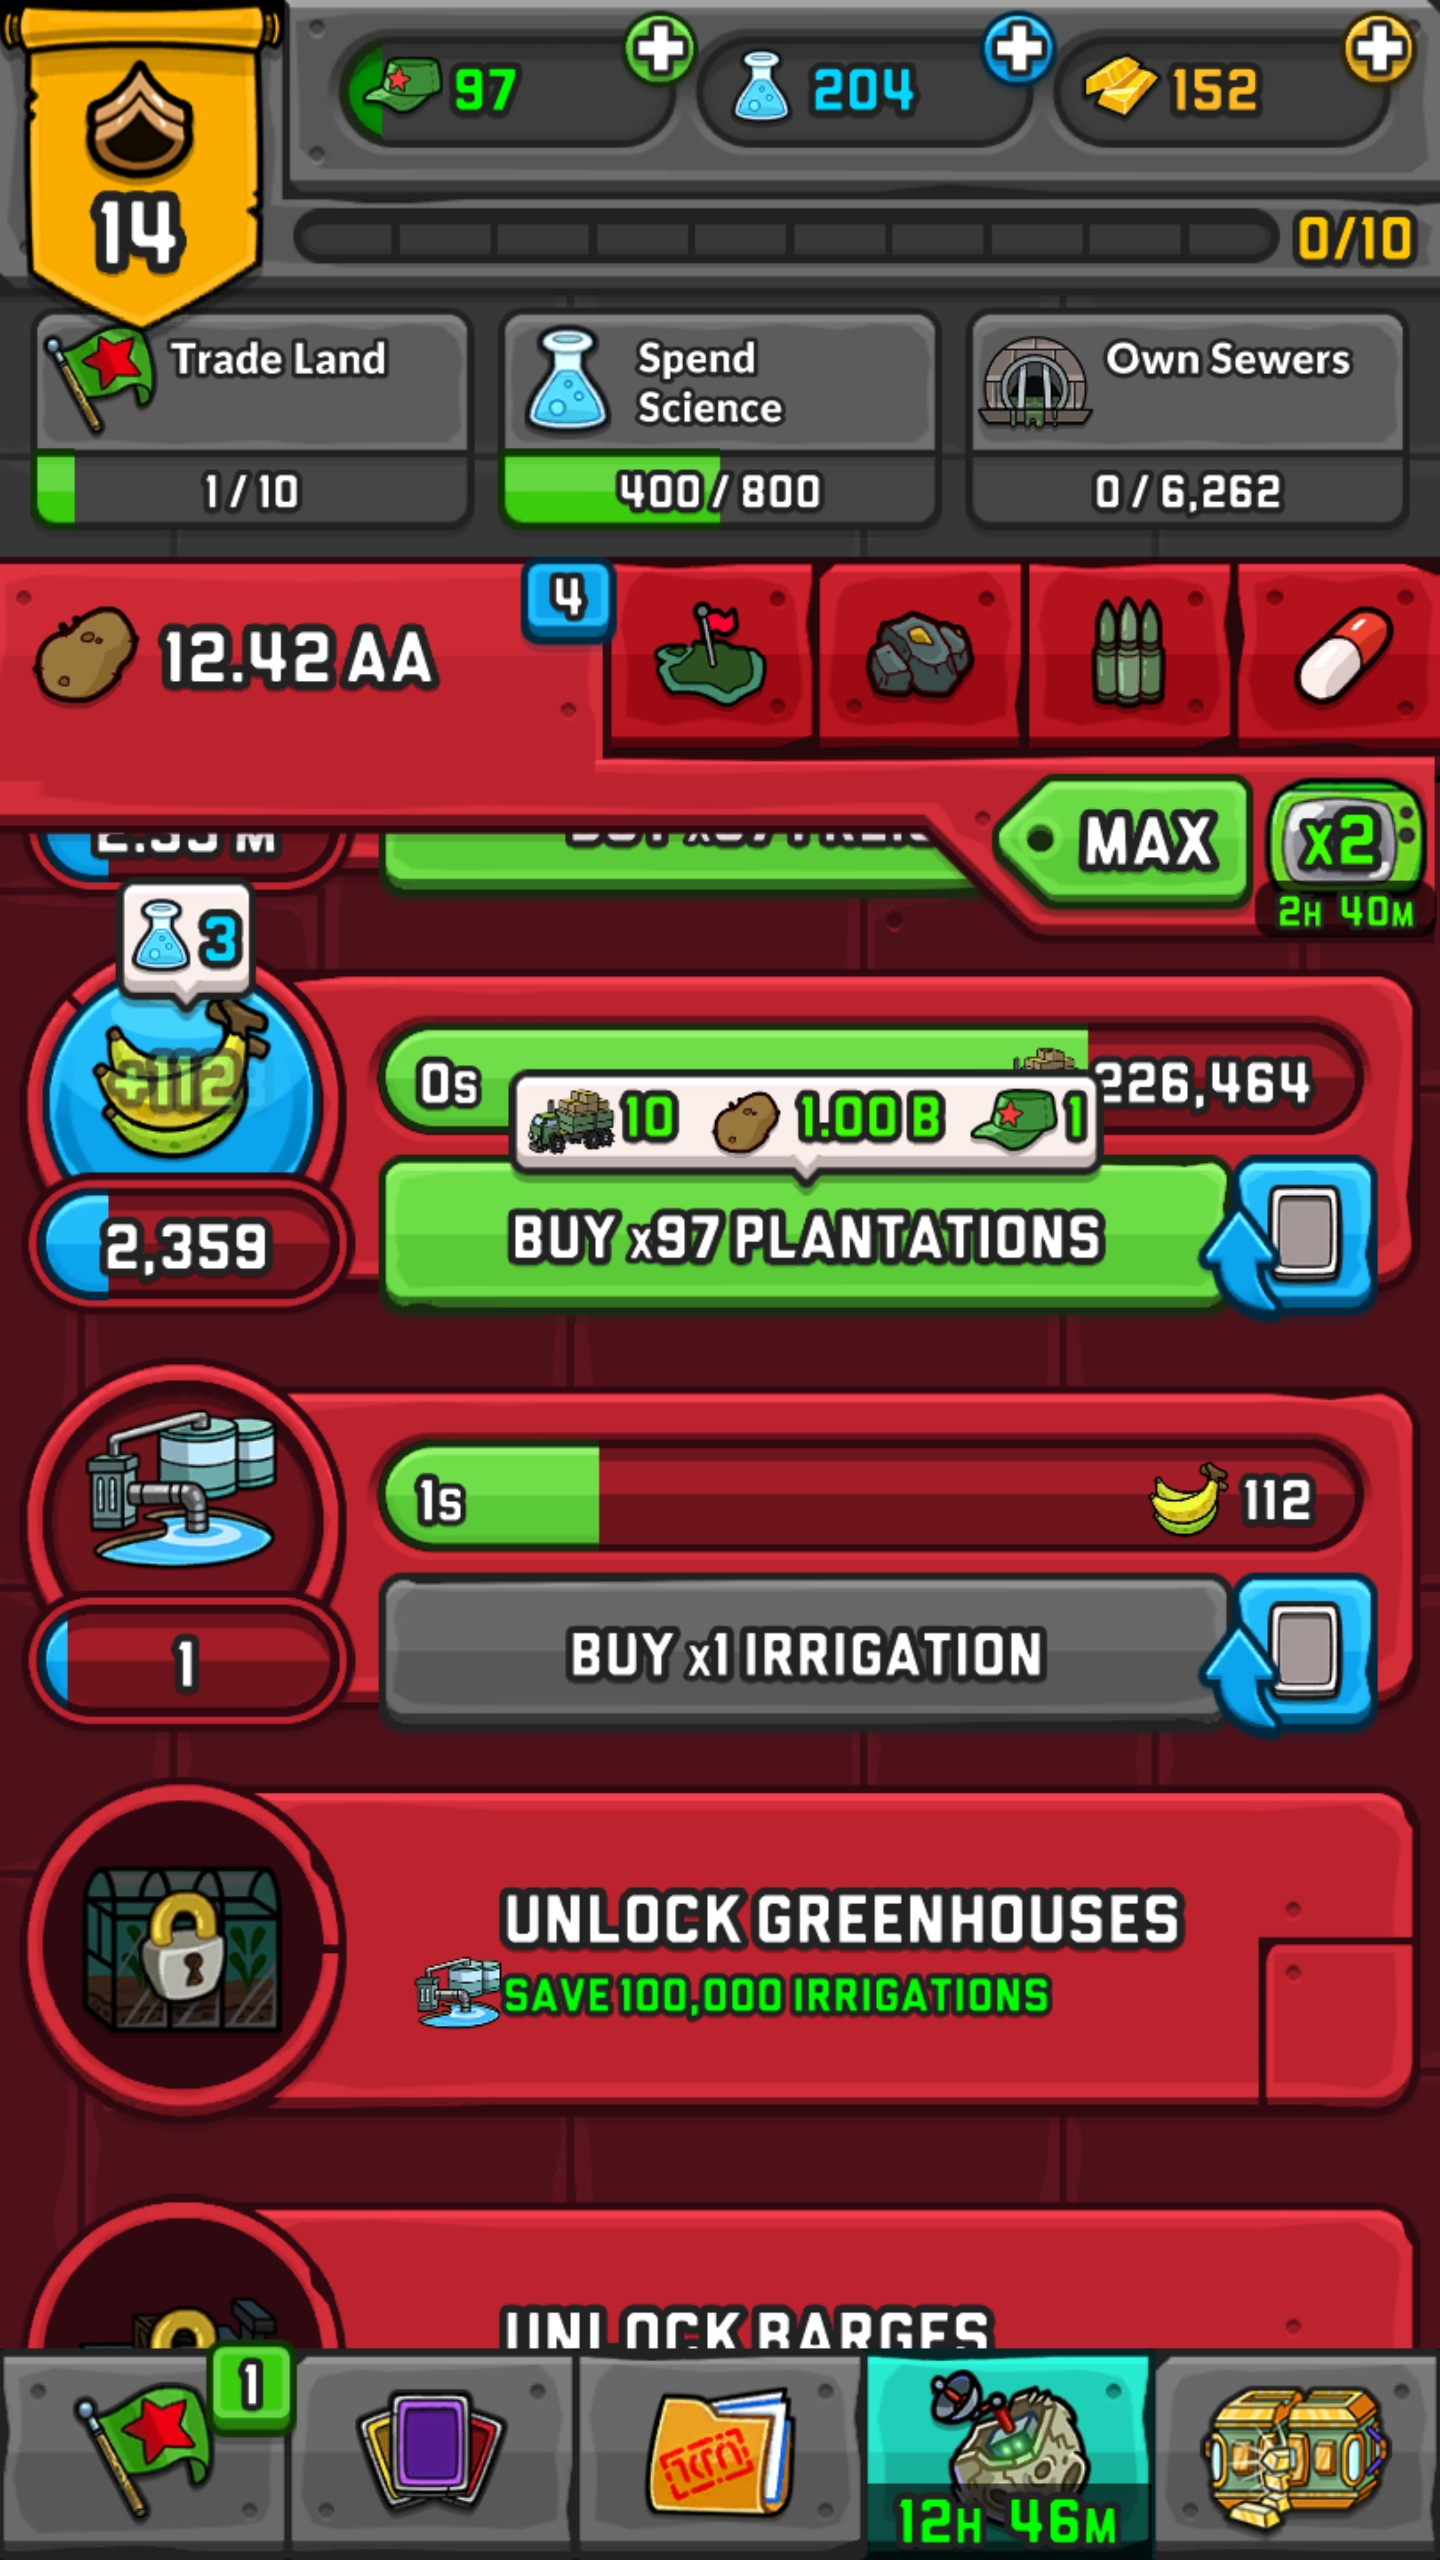 97
204
152
14
0/10
Trade Land
Spend
Science
Own Sewers
1/10
400/800
0/6,262
12.42 AA
4
MAX
x2
2H 40M
3
+112
0s
226,464
10
1.00 B
1
BUY x97 PLANTATIONS
2,359
1s
112
BUY x1 IRRIGATION
1
UNLOCK GREENHOUSES
SAVE 100,000 IRRIGATIONS
UNLOCK BARGES
1
12H 46M